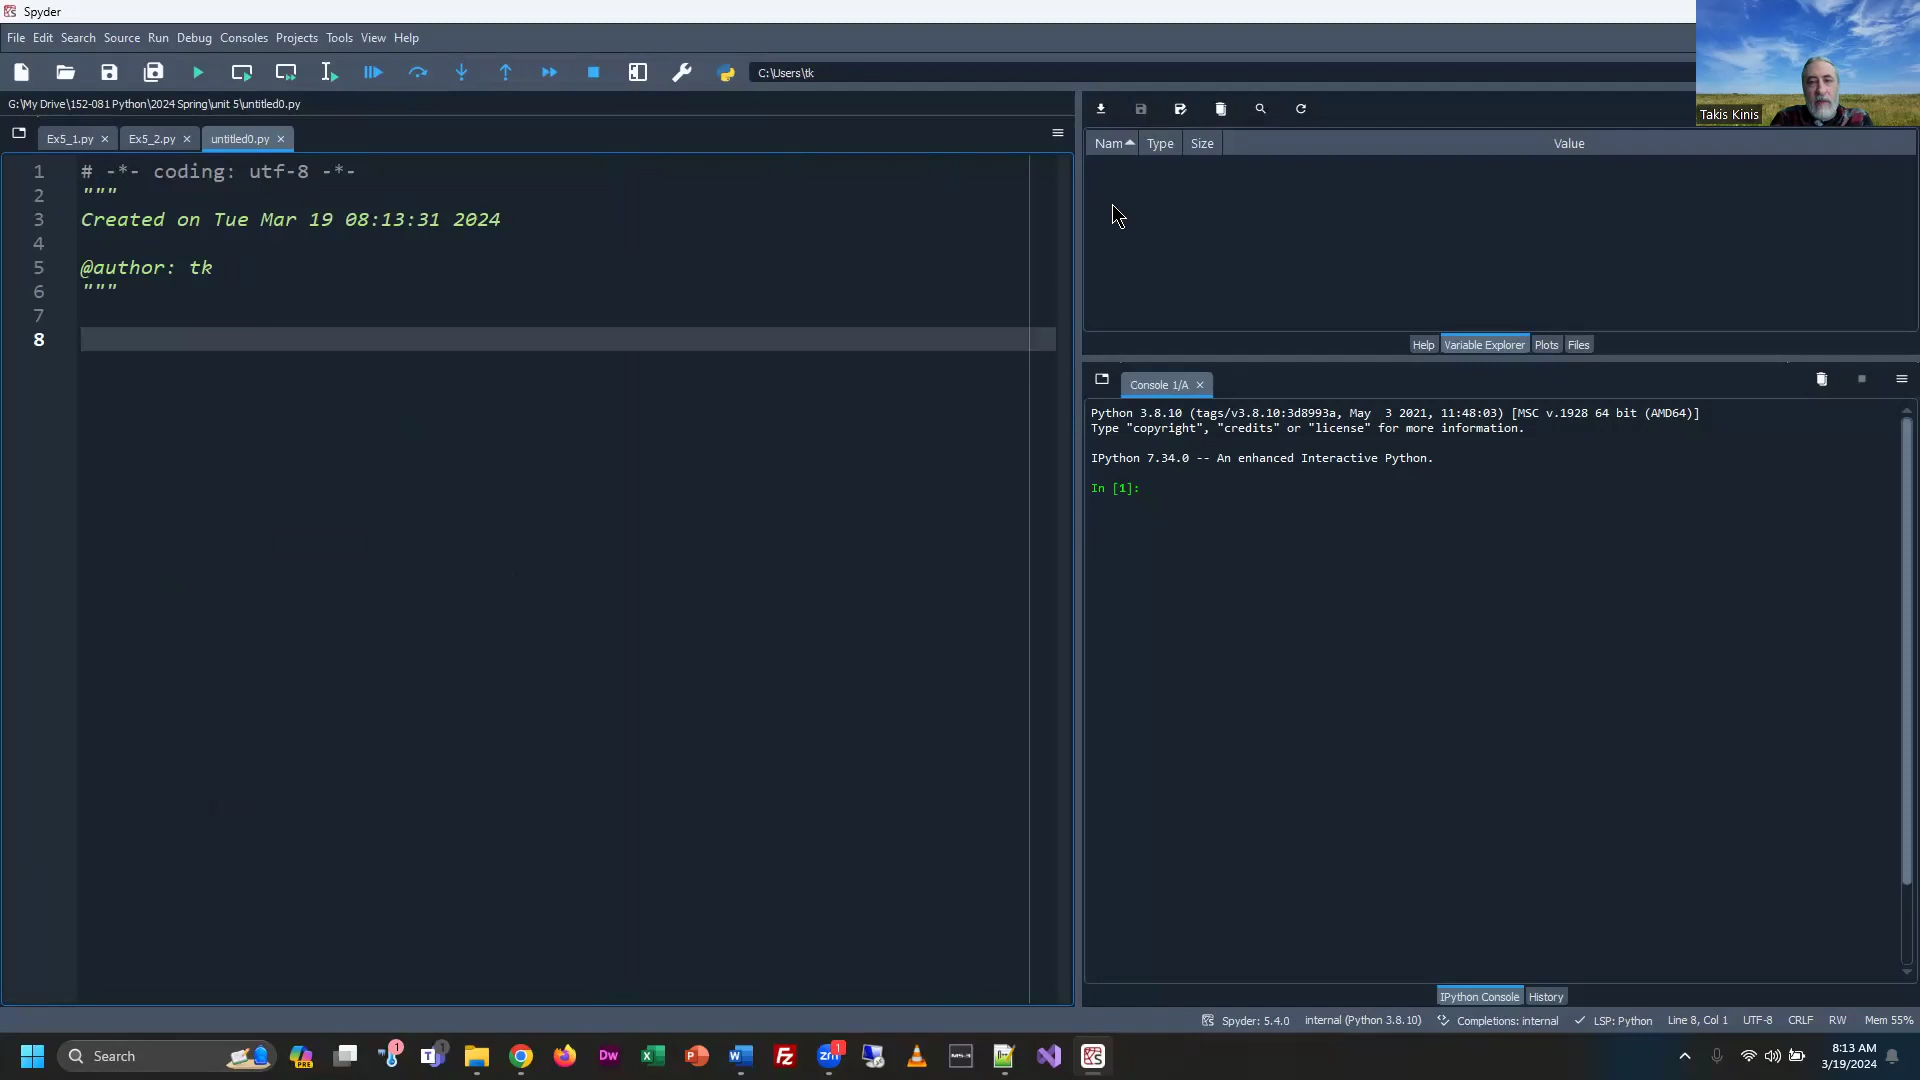 Spyder
File Edit Search Source Run Debug Consoles Projects Tools View Help
C:\Users\tk
Takis Kinis
G:\My Drive\152-081 Python\2024 Spring\unit 5\untitled0.py
Ex5_1.py
Ex5_2.py
untitled0.py
1 # -*- coding: utf-8 -*-
2 """
3 Created on Tue Mar 19 08:13:31 2024
4
5 @author: tk
6 """
7
8
Nam Type Size Value
Help Variable Explorer Plots Files
Console 1/A
Python 3.8.10 (tags/v3.8.10:3d8993a, May  3 2021, 11:48:03) [MSC v.1928 64 bit (AMD64)]
Type "copyright", "credits" or "license" for more information.
IPython 7.34.0 -- An enhanced Interactive Python.
In [1]:
IPython Console History
Spyder: 5.4.0 internal (Python 3.8.10) Completions: internal LSP: Python Line 8, Col 1 UTF-8 CRLF RW Mem 55%
Search
PRE
1
1
Dw
zm
1
8:13 AM
3/19/2024